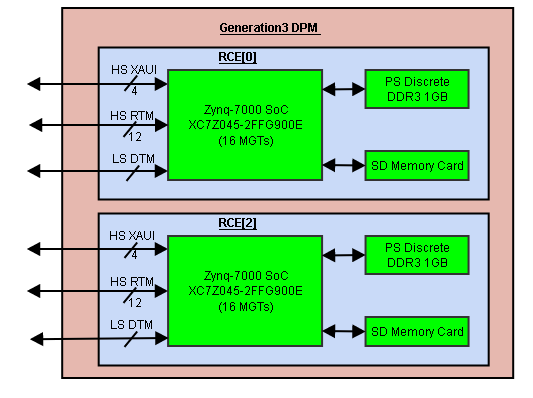 Generation3 DPM
RCE[0]
HS XAUI
4
HS RTM
12
LS DTM
Zynq-7000 SoC
XC7Z045-2FFG900E
(16 MGTs)
PS Discrete
DDR3 1GB
SD Memory Card
RCE[2]
HS XAUI
4
HS RTM
12
LS DTM
Zynq-7000 SoC
XC7Z045-2FFG900E
(16 MGTs)
PS Discrete
DDR3 1GB
SD Memory Card